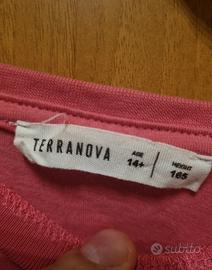 TERRANOVA
AGE
14+
HEIGHT
165
subito